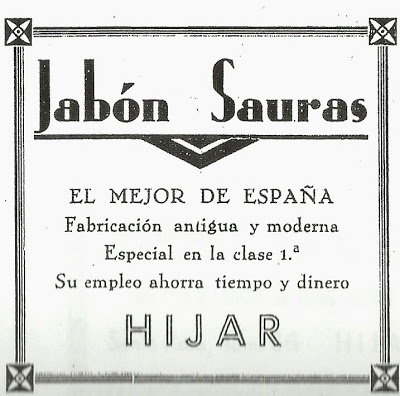 Jabón Sauras
EL MEJOR DE ESPAÑA
Fabricación antigua y moderna
Especial en la clase 1.ª
Su empleo ahorra tiempo y dinero
HIJAR